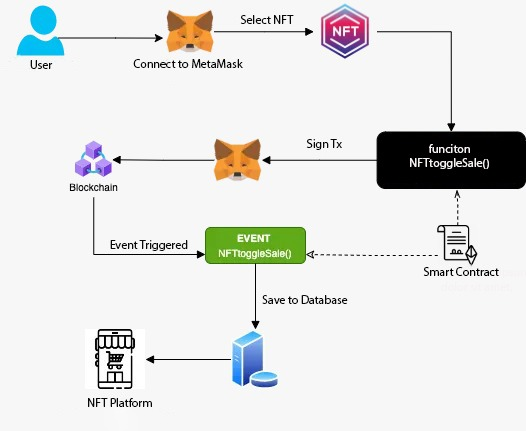 Select NFT
NFT
User
Connect to MetaMask
funciton
NFTtoggleSale()
Sign Tx
Blockchain
EVENT
NFTtoggleSale()
Event Triggered
Smart Contract
Save to Database
NFT Platform